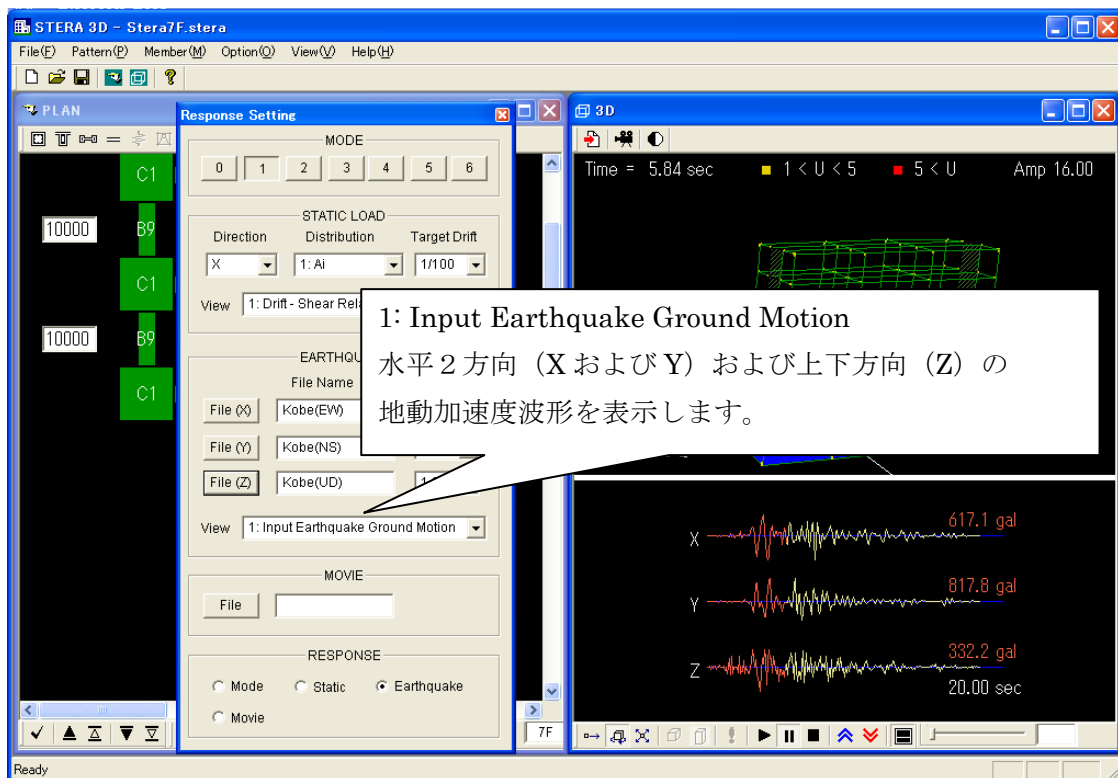 STERA 3D - Stera7F.stera
File(F) Pattern(P) Member(M) Option(O) View(V) Help(H)
PLAN
C1
10000 B9
C1
10000 B9
C1
7F
Response Setting
MODE
0 1 2 3 4 5 6
STATIC LOAD
Direction Distribution Target Drift
X 1: Ai 1/100
View 1: Drift - Shear Rela
EARTHQU
File Name
File (X) Kobe(EW)
File (Y) Kobe(NS)
File (Z) Kobe(UD)
View 1: Input Earthquake Ground Motion
MOVIE
File
RESPONSE
Mode Static Earthquake
Movie
1: Input Earthquake Ground Motion
水平２方向（X および Y）および上下方向（Z）の
地動加速度波形を表示します。
3D
Time = 5.84 sec 1 < U < 5 5 < U Amp 16.00
X 617.1 gal
Y 817.8 gal
Z 332.2 gal
20.00 sec
Ready